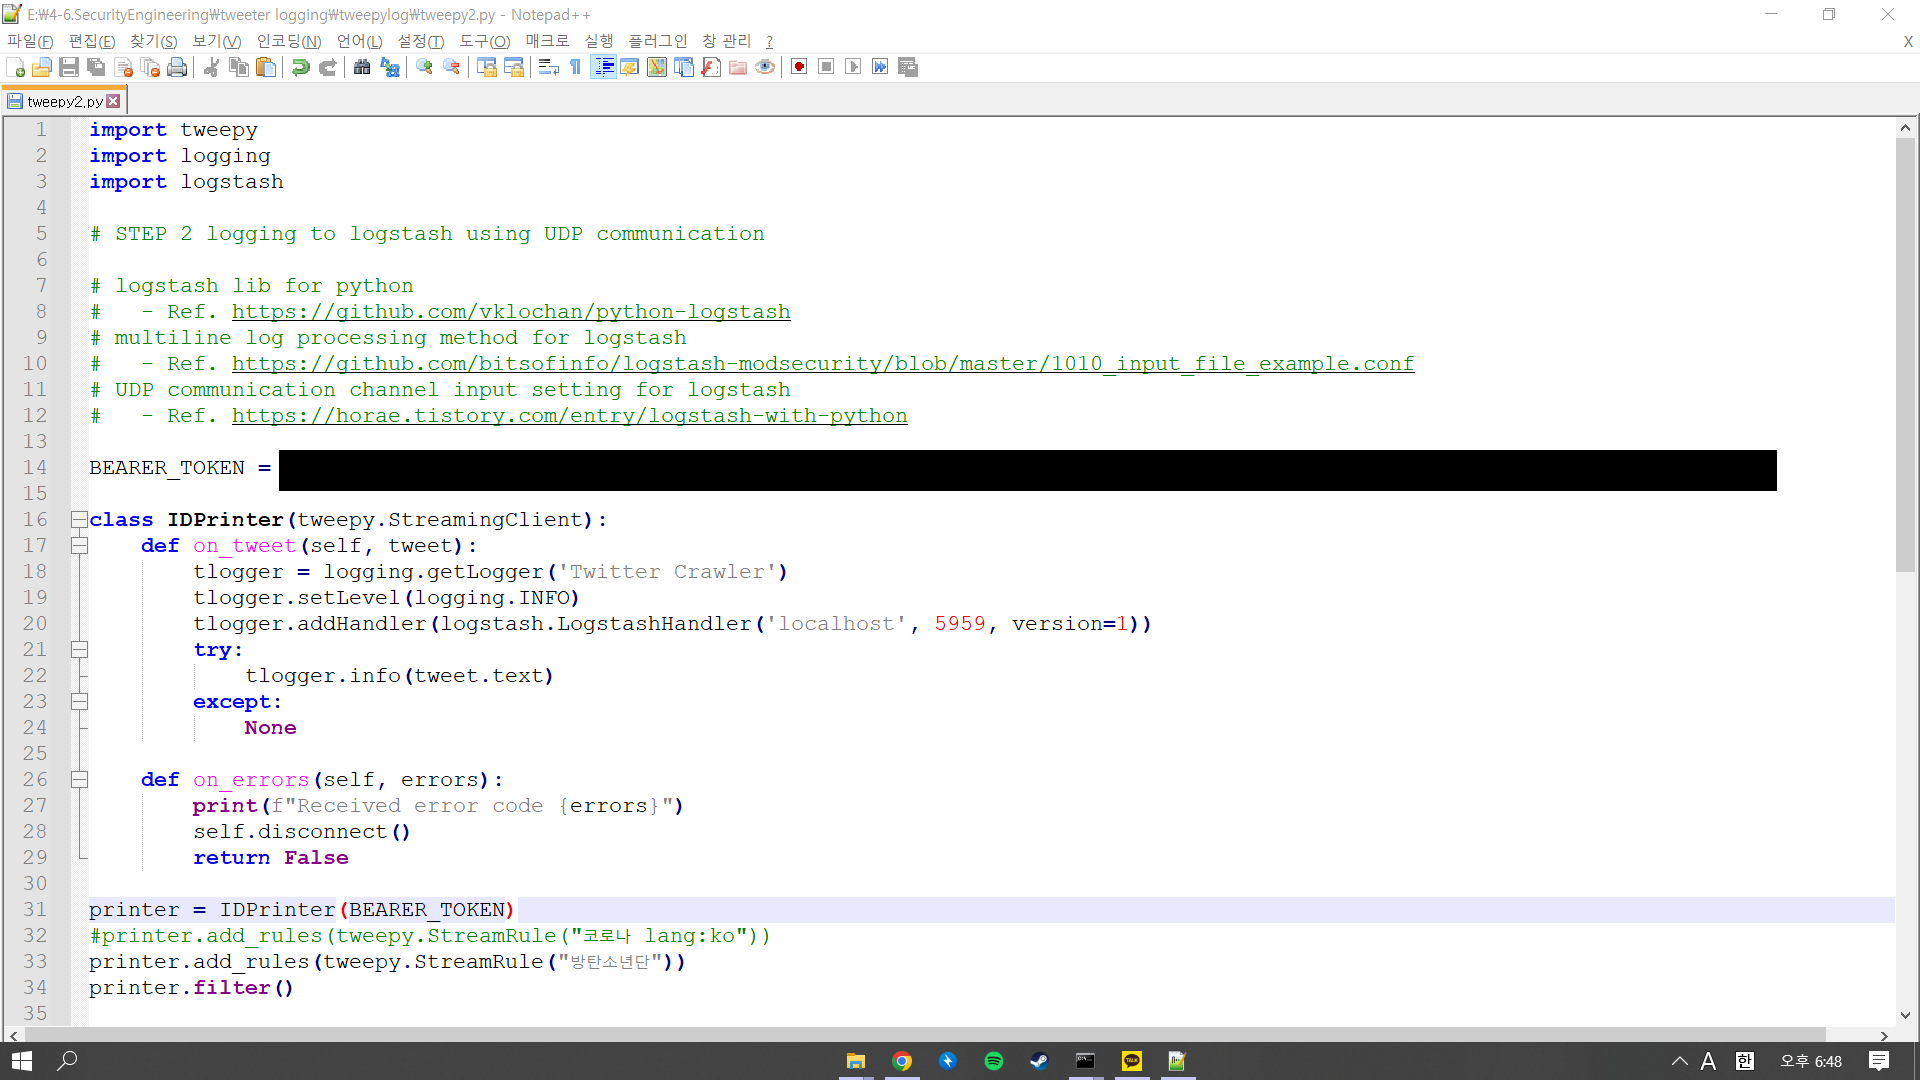 E:₩4-6.SecurityEngineering₩tweeter logging₩tweepylog₩tweepy2.py - Notepad++
파일(F) 편집(E) 찾기(S) 보기(V) 인코딩(N) 언어(L) 설정(T) 도구(O) 매크로 실행 플러그인 창 관리 ? X
tweepy2.py
1 import tweepy
2 import logging
3 import logstash
4
5 # STEP 2 logging to logstash using UDP communication
6
7 # logstash lib for python
8 #   - Ref. https://github.com/vklochan/python-logstash
9 # multiline log processing method for logstash
10 #   - Ref. https://github.com/bitsofinfo/logstash-modsecurity/blob/master/1010_input_file_example.conf
11 # UDP communication channel input setting for logstash
12 #   - Ref. https://horae.tistory.com/entry/logstash-with-python
13
14 BEARER_TOKEN =
15
16 class IDPrinter(tweepy.StreamingClient):
17     def on_tweet(self, tweet):
18         tlogger = logging.getLogger('Twitter Crawler')
19         tlogger.setLevel(logging.INFO)
20         tlogger.addHandler(logstash.LogstashHandler('localhost', 5959, version=1))
21         try:
22             tlogger.info(tweet.text)
23         except:
24             None
25
26     def on_errors(self, errors):
27         print(f"Received error code {errors}")
28         self.disconnect()
29         return False
30
31 printer = IDPrinter(BEARER_TOKEN)
32 #printer.add_rules(tweepy.StreamRule("코로나 lang:ko"))
33 printer.add_rules(tweepy.StreamRule("방탄소년단"))
34 printer.filter()
35
A 한 오후 6:48